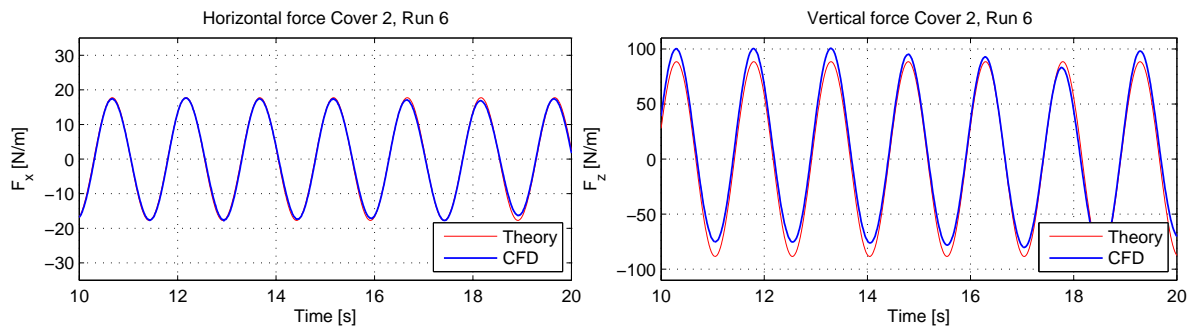 Horizontal force Cover 2, Run 6
30
20
10
0
−10
−20
−30
F_x [N/m]
10 12 14 16 18 20
Time [s]
Theory
CFD
Vertical force Cover 2, Run 6
100
50
0
−50
−100
F_z [N/m]
10 12 14 16 18 20
Time [s]
Theory
CFD